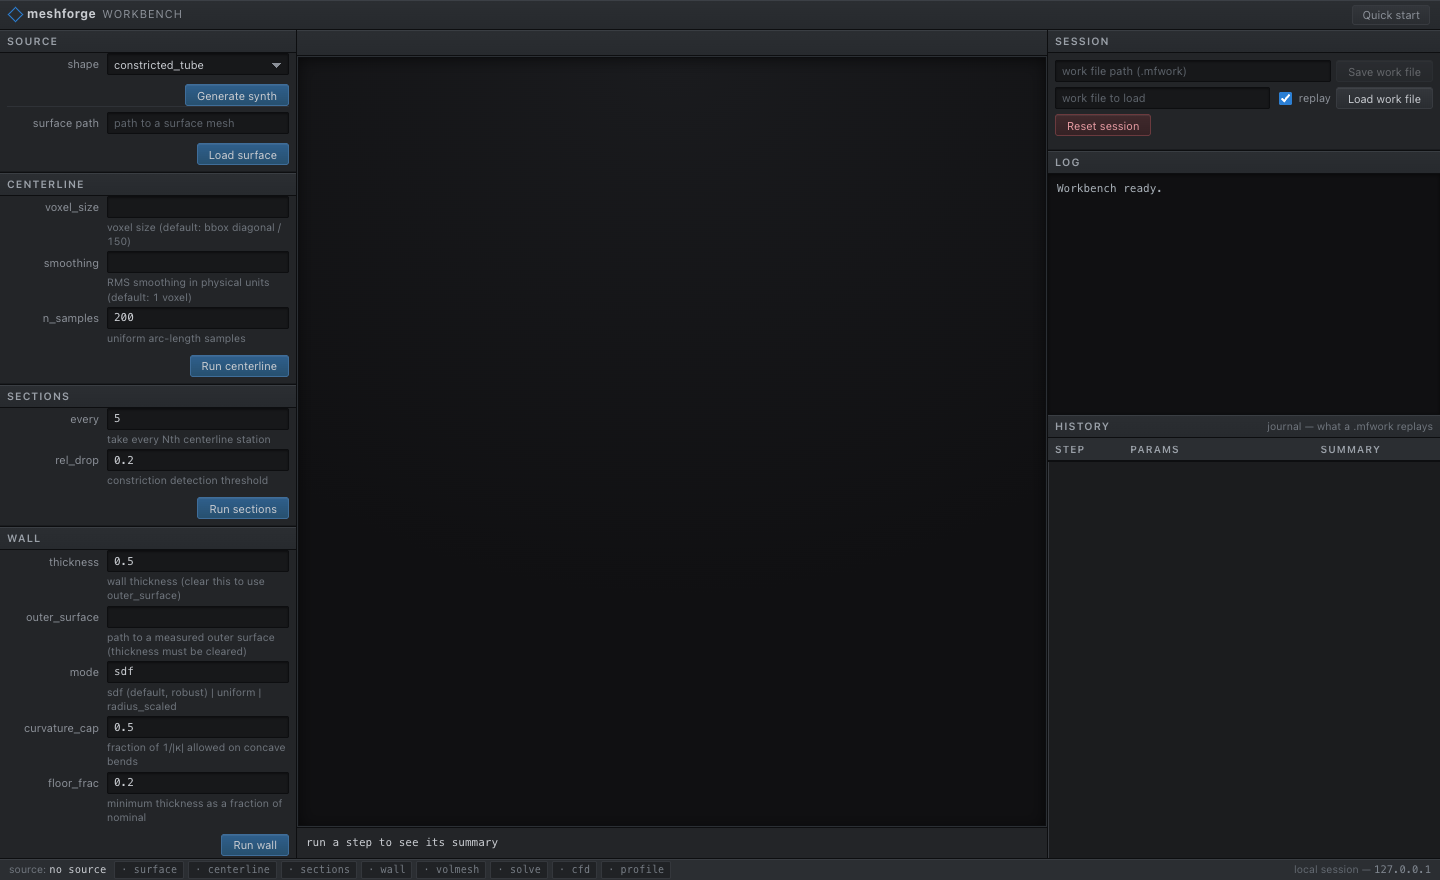 meshforge WORKBENCH
Quick start
SOURCE
shape
constricted_tube
Generate synth
surface path
path to a surface mesh
Load surface
CENTERLINE
voxel_size
voxel size (default: bbox diagonal /
150)
smoothing
RMS smoothing in physical units
(default: 1 voxel)
n_samples
200
uniform arc-length samples
Run centerline
SECTIONS
every
5
take every Nth centerline station
rel_drop
0.2
constriction detection threshold
Run sections
WALL
thickness
0.5
wall thickness (clear this to use
outer_surface)
outer_surface
path to a measured outer surface
(thickness must be cleared)
mode
sdf
sdf (default, robust) | uniform |
radius_scaled
curvature_cap
0.5
fraction of 1/|κ| allowed on concave
bends
floor_frac
0.2
minimum thickness as a fraction of
nominal
Run wall
run a step to see its summary
SESSION
work file path (.mfwork)
Save work file
work file to load
replay
Load work file
Reset session
LOG
Workbench ready.
HISTORY
journal — what a .mfwork replays
STEP PARAMS SUMMARY
source: no source · surface · centerline · sections · wall · volmesh · solve · cfd · profile
local session — 127.0.0.1